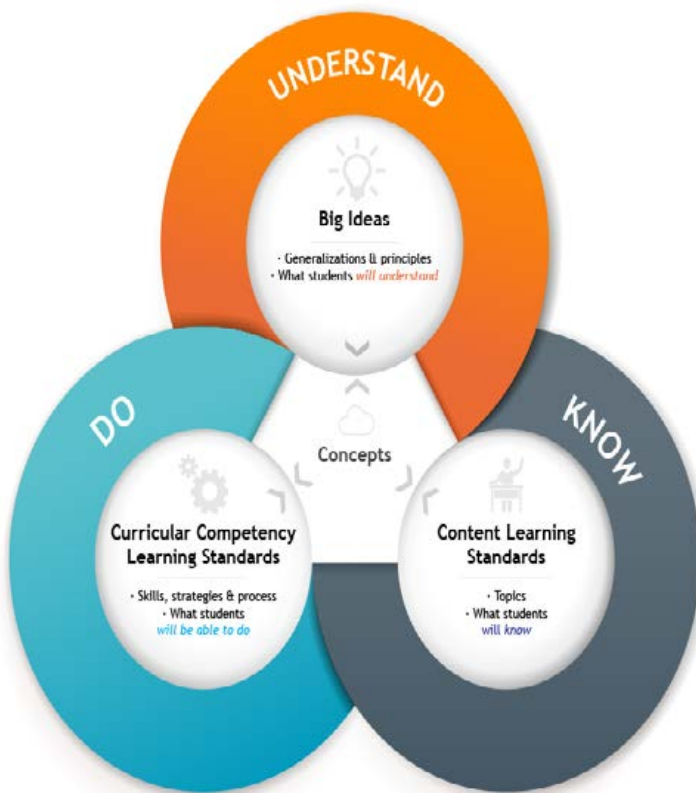 UNDERSTAND
Big Ideas
· Generalizations & principles
· What students will understand
DO
KNOW
Concepts
Curricular Competency
Learning Standards
· Skills, strategies & process
· What students
will be able to do
Content Learning
Standards
· Topics
· What students
will know